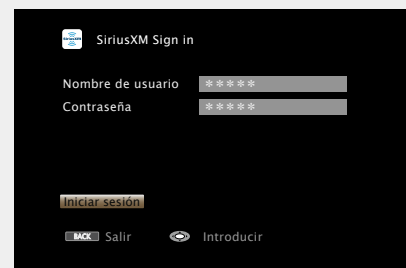 SiriusXM Sign in
Nombre de usuario *****
Contraseña *****
Iniciar sesión
BACK Salir Introducir